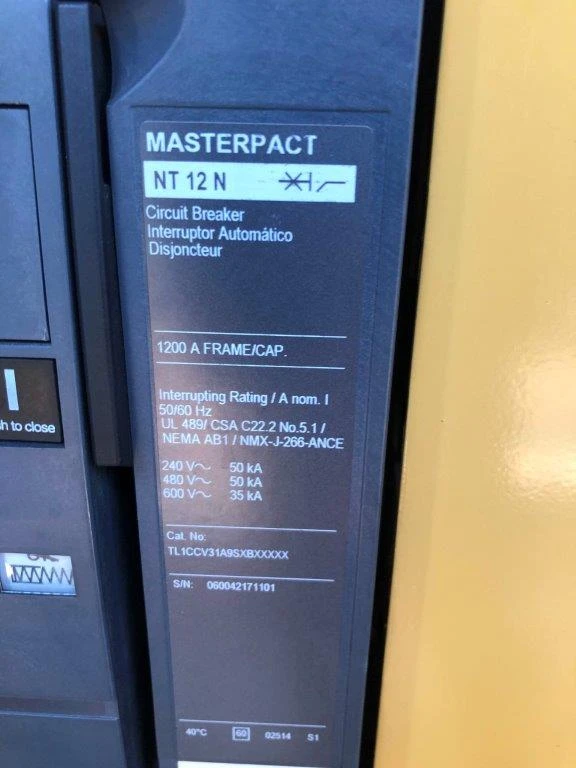 MASTERPACT
NT 12 N
Circuit Breaker
Interruptor Automático
Disjoncteur
1200 A FRAME/CAP.
Interrupting Rating / A nom. I
50/60 Hz
UL 489/ CSA C22.2 No.5.1 /
NEMA AB1 / NMX-J-266-ANCE
240 V~ 50 kA
480 V~ 50 kA
600 V~ 35 kA
Cat. No:
TL1CCV31A9SXBXXXXX
S/N: 060042171101
40°C 60 02514 S1
I
sh to close